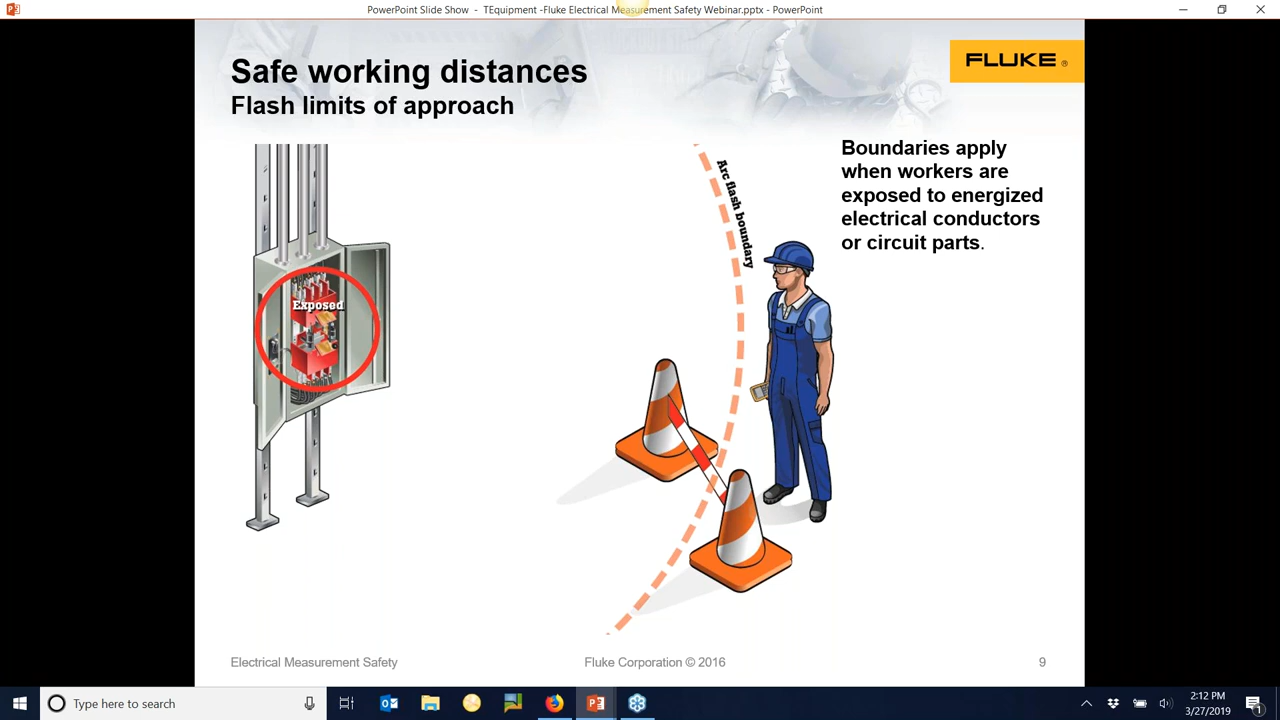 PowerPoint Slide Show - TEquipment -Fluke Electrical Measurement Safety Webinar.pptx - PowerPoint
Safe working distances
Flash limits of approach
FLUKE ®
Boundaries apply
when workers are
exposed to energized
electrical conductors
or circuit parts.
Arc flash boundary
Exposed
Electrical Measurement Safety
Fluke Corporation © 2016
9
Type here to search
2:12 PM
3/27/2019
1